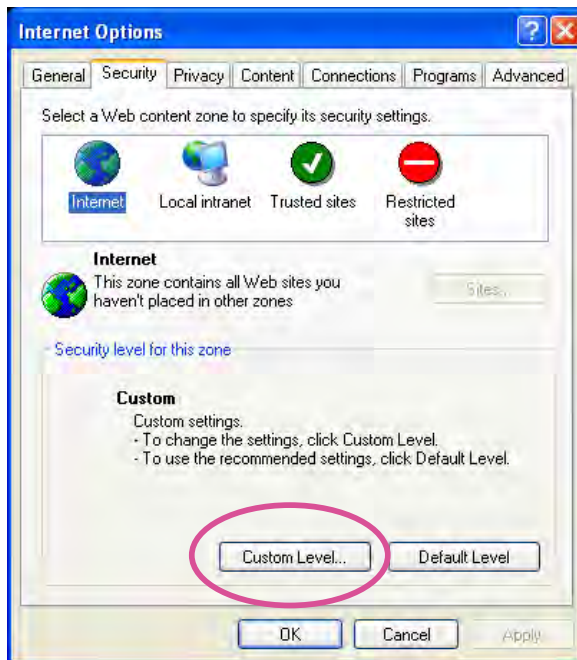 Internet Options
General Security Privacy Content Connections Programs Advanced
Select a Web content zone to specify its security settings.
Internet Local intranet Trusted sites Restricted sites
Internet
This zone contains all Web sites you
haven't placed in other zones
Sites...
Security level for this zone
Custom
Custom settings.
- To change the settings, click Custom Level.
- To use the recommended settings, click Default Level.
Custom Level... Default Level
OK Cancel Apply